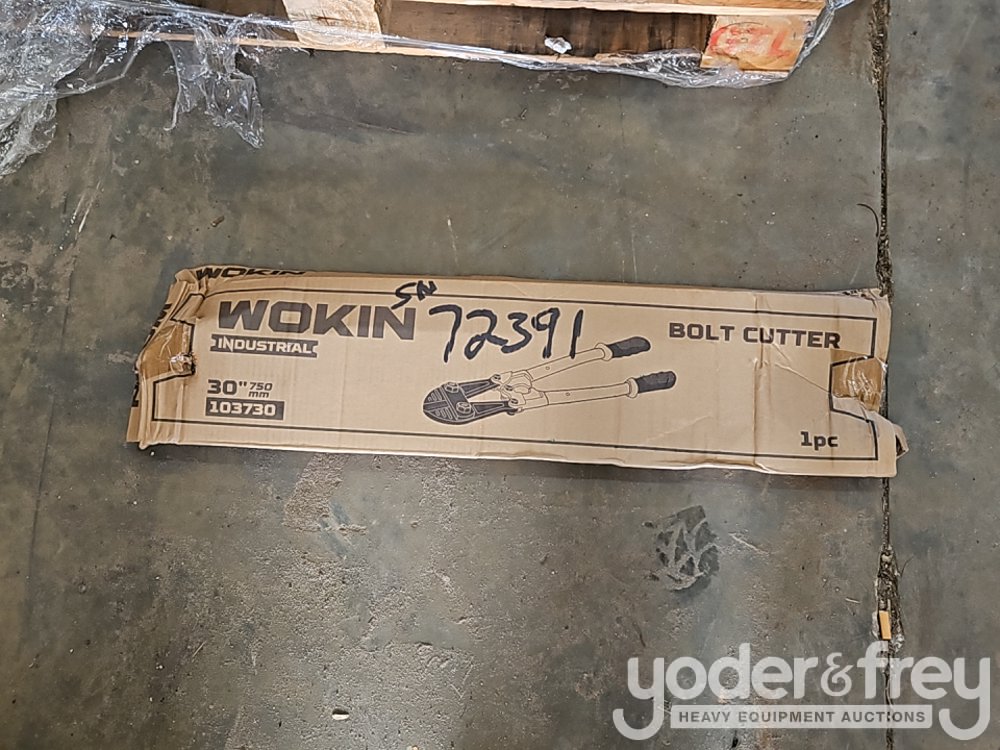 WOKIN
WOKIN
INDUSTRIAL
SN
72391
BOLT CUTTER
30" 750 mm
103730
1pc
yoder&frey
HEAVY EQUIPMENT AUCTIONS